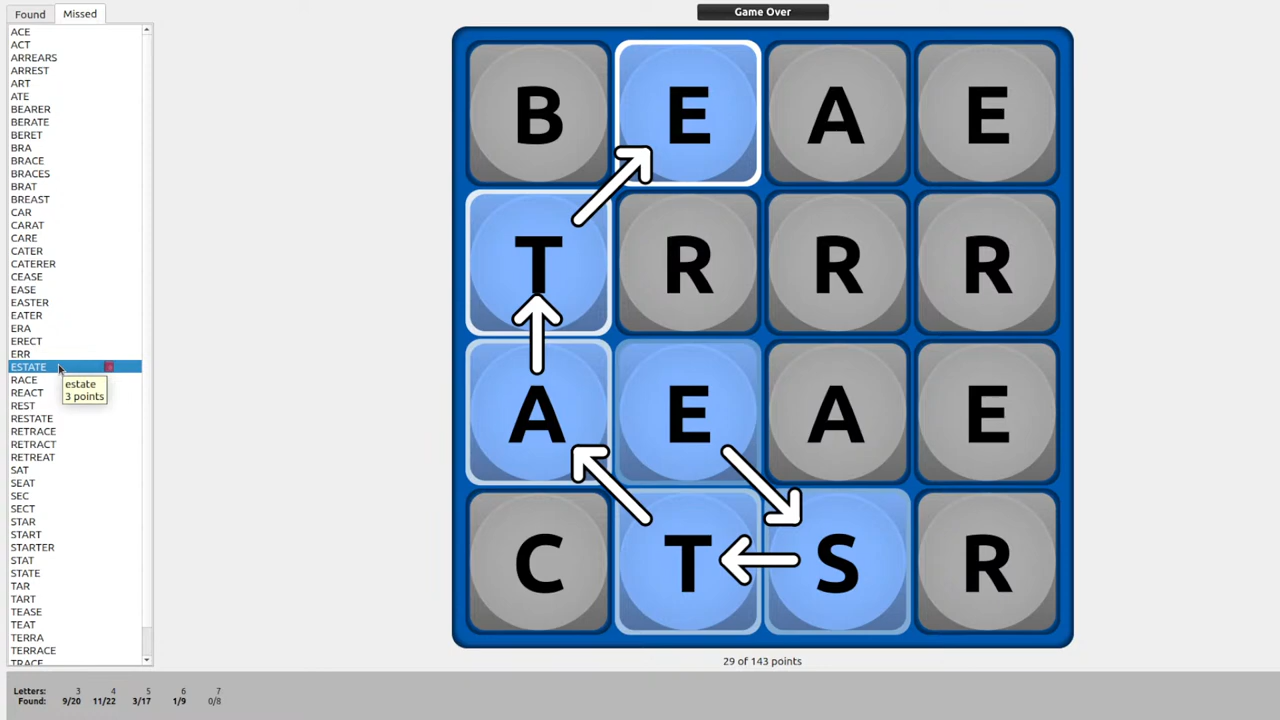 Found Missed
Game Over
ACE
ACT
ARREARS
ARREST
ART
ATE
BEARER
BERATE
BERET
BRA
BRACE
BRACES
BRAT
BREAST
CAR
CARAT
CARE
CATER
CATERER
CEASE
EASE
EASTER
EATER
ERA
ERECT
ERR
ESTATE
RACE
REACT
REST
RESTATE
RETRACE
RETRACT
RETREAT
SAT
SEAT
SEC
SECT
STAR
START
STARTER
STAT
STATE
TAR
TART
TEASE
TEAT
TERRA
TERRACE
TRACE
estate
3 points
B E A E
T R R R
A E A E
C T S R
29 of 143 points
Letters: 3 4 5 6 7
Found: 9/20 11/22 3/17 1/9 0/8